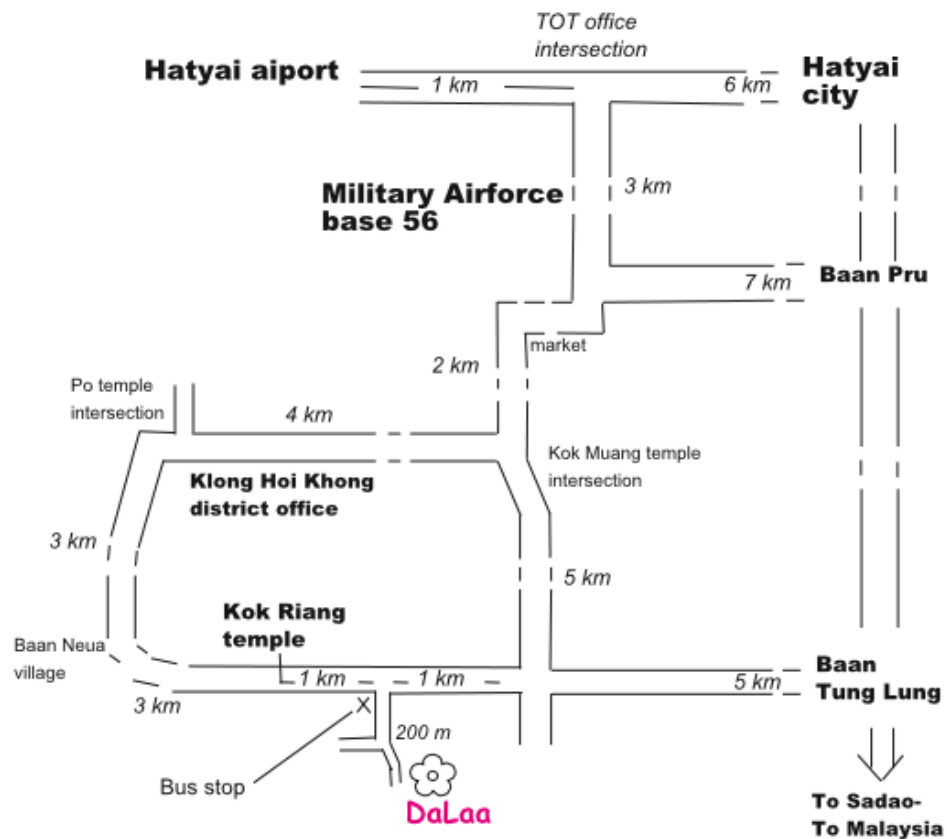 TOT office
intersection
Hatyai aiport
1 km
6 km
Hatyai
city
Military Airforce
base 56
3 km
7 km
Baan Pru
market
2 km
Po temple
intersection
4 km
Kok Muang temple
intersection
Klong Hoi Khong
district office
3 km
5 km
Kok Riang
temple
Baan Neua
village
1 km
1 km
5 km
Baan
Tung Lung
3 km
X
200 m
Bus stop
DaLaa
To Sadao-
To Malaysia